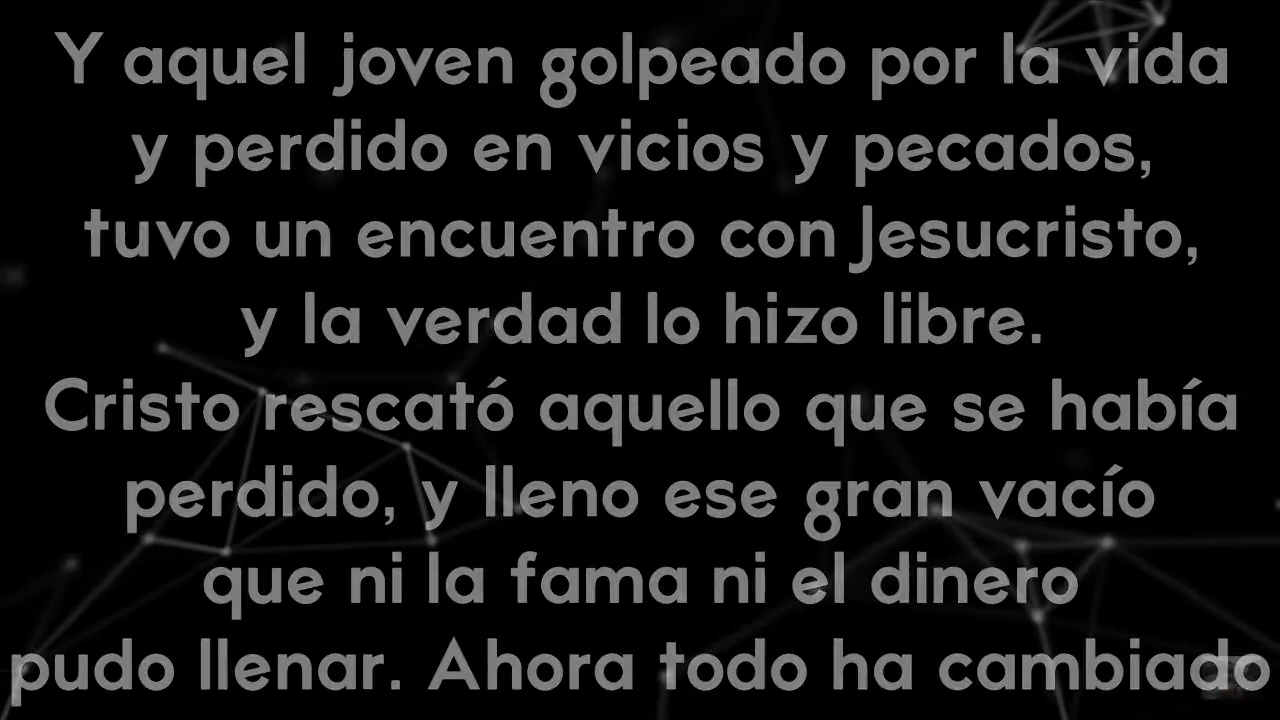 Y aquel joven golpeado por la vida
y perdido en vicios y pecados,
tuvo un encuentro con Jesucristo,
y la verdad lo hizo libre.
Cristo rescató aquello que se había
perdido, y lleno ese gran vacío
que ni la fama ni el dinero
pudo llenar. Ahora todo ha cambiado